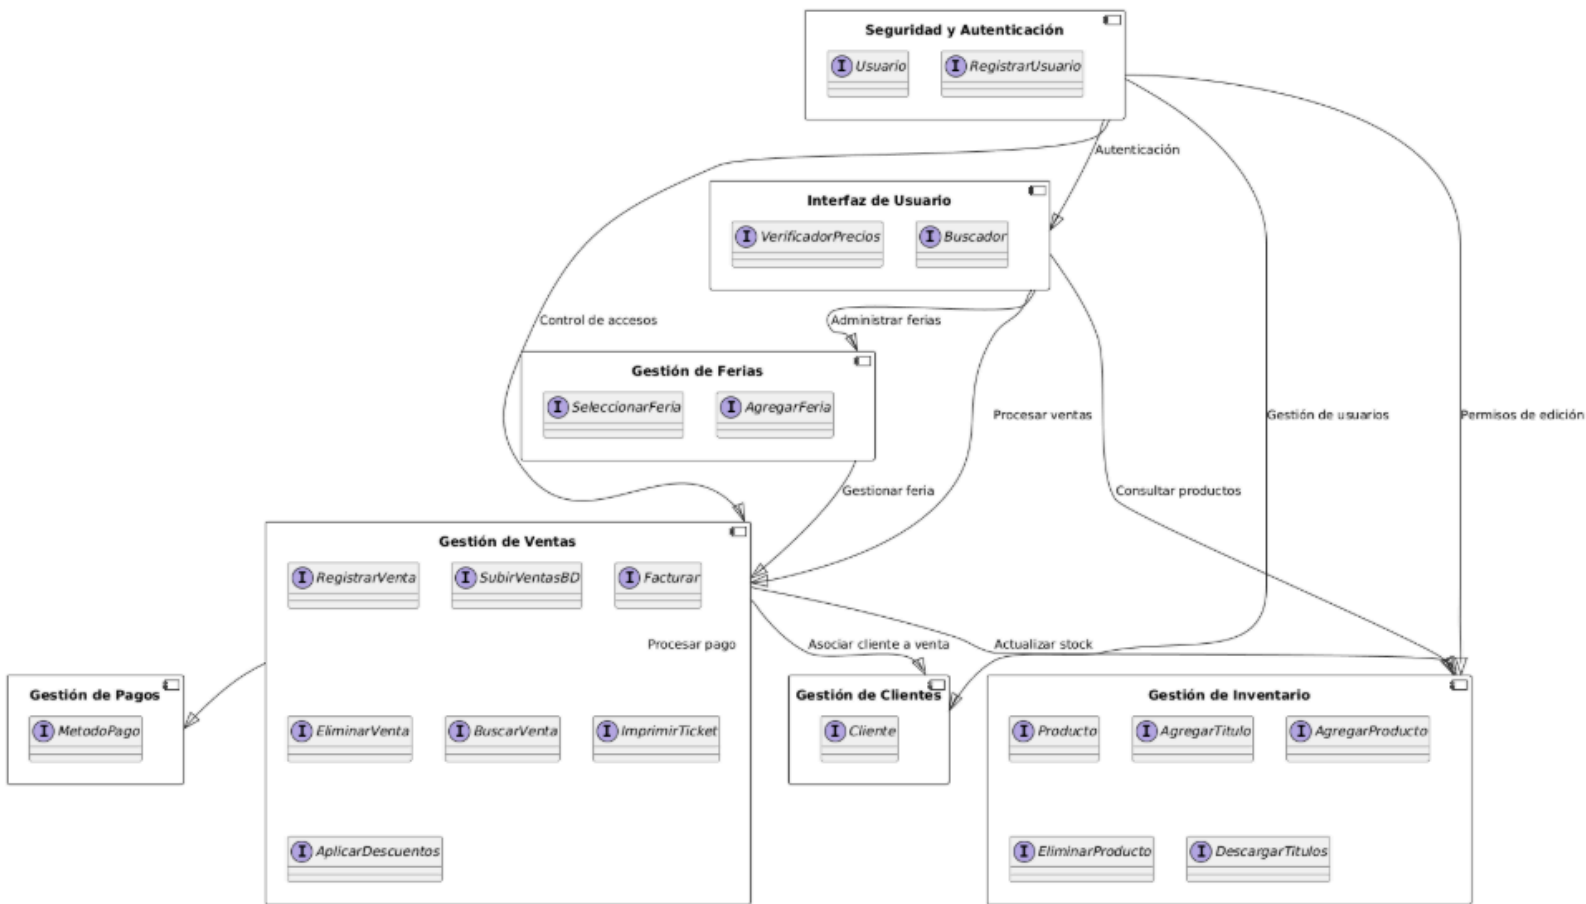 Seguridad y Autenticación
I Usuario
I RegistrarUsuario
Autenticación
Interfaz de Usuario
I VerificadorPrecios
I Buscador
Control de accesos
Administrar ferias
Gestión de Ferias
I SeleccionarFeria
I AgregarFeria
Procesar ventas
Gestión de usuarios
Permisos de edición
Gestionar feria
Consultar productos
Gestión de Ventas
I RegistrarVenta
I SubirVentasBD
I Facturar
Procesar pago
Asociar cliente a venta
Actualizar stock
Gestión de Pagos
I MetodoPago
I EliminarVenta
I BuscarVenta
I ImprimirTicket
I AplicarDescuentos
Gestión de Clientes
I Cliente
Gestión de Inventario
I Producto
I AgregarTitulo
I AgregarProducto
I EliminarProducto
I DescargarTitulos